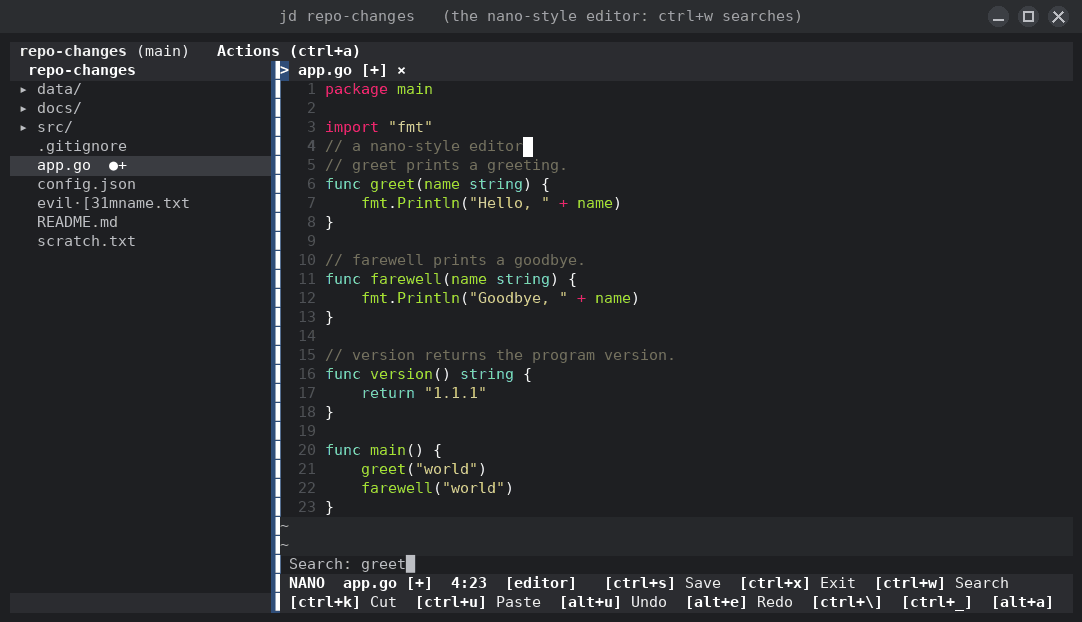 jd repo-changes   (the nano-style editor: ctrl+w searches)
repo-changes (main)   Actions (ctrl+a)
repo-changes   > app.go [+] ×
▸ data/   1 package main
▸ docs/   2
▸ src/   3 import "fmt"
.gitignore   4 // a nano-style editor
app.go  ●+   5 // greet prints a greeting.
config.json   6 func greet(name string) {
evil·[31mname.txt   7     fmt.Println("Hello, " + name)
README.md   8 }
scratch.txt   9
10 // farewell prints a goodbye.
11 func farewell(name string) {
12     fmt.Println("Goodbye, " + name)
13 }
14
15 // version returns the program version.
16 func version() string {
17     return "1.1.1"
18 }
19
20 func main() {
21     greet("world")
22     farewell("world")
23 }
~
~
Search: greet
NANO  app.go [+]  4:23  [editor]   [ctrl+s] Save  [ctrl+x] Exit  [ctrl+w] Search
[ctrl+k] Cut  [ctrl+u] Paste  [alt+u] Undo  [alt+e] Redo  [ctrl+\]  [ctrl+_]  [alt+a]